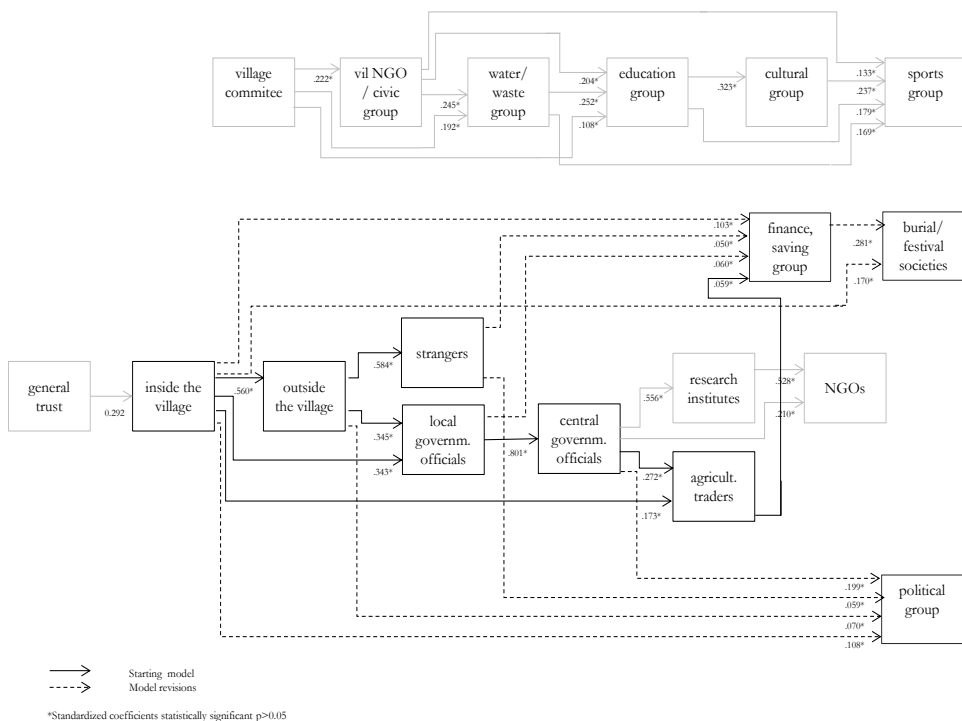 village
commitee
vil NGO
/ civic
group
water/
waste group
education
group
cultural
group
sports
group
.222*
.245*
.192*
.204*
.252*
.108*
.323*
.133*
.237*
.179*
.169*
finance,
saving
group
burial/
festival
societies
.103*
.050*
.060*
.059*
.281*
.170*
general
trust
inside the
village
outside
the village
strangers
local
governm.
officials
central
governm.
officials
research
institutes
NGOs
agricult.
traders
0.292
.560*
.584*
.345*
.343*
.801*
.556*
.528*
.210*
.272*
.173*
political
group
.199*
.059*
.070*
.108*
Starting model
Model revisions
*Standardized coefficients statistically significant p>0.05